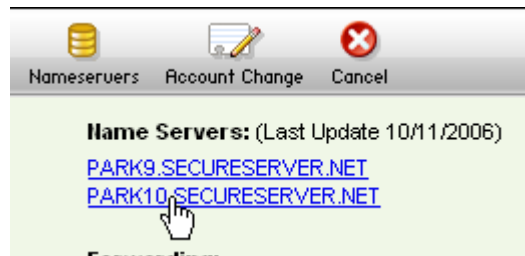 Nameservers Account Change Cancel
Name Servers: (Last Update 10/11/2006)
PARK9.SECURESERVER.NET
PARK10.SECURESERVER.NET